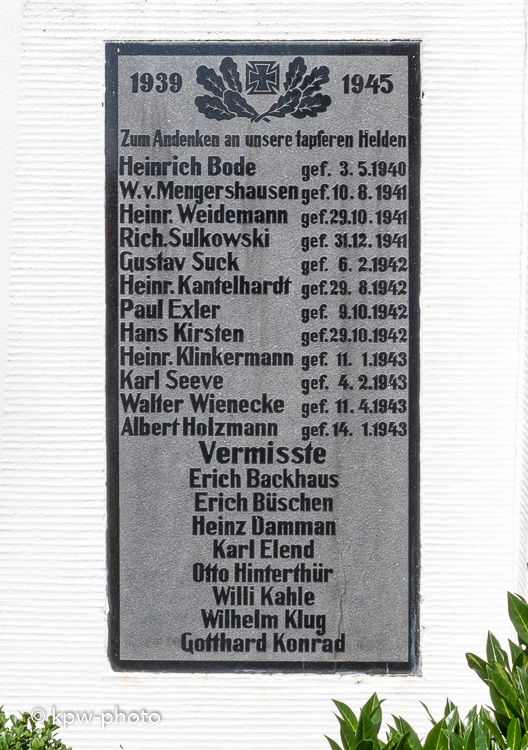 1939 1945
Zum Andenken an unsere tapferen Helden
Heinrich Bode gef. 3. 5. 1940
W. v. Mengershausen gef. 10. 8. 1941
Heinr. Weidemann gef. 29. 10. 1941
Rich. Sulkowski gef. 31. 12. 1941
Gustav Suck gef. 6. 2. 1942
Heinr. Kantelhardt gef. 29. 8. 1942
Paul Exler gef. 9. 10. 1942
Hans Kirsten gef. 29. 10. 1942
Heinr. Klinkermann gef. 11. 1. 1943
Karl Seeve gef. 4. 2. 1943
Walter Wienecke gef. 11. 4. 1943
Albert Holzmann gef. 14. 1. 1943
Vermisste
Erich Backhaus
Erich Büschen
Heinz Damman
Karl Elend
Otto Hinterthür
Willi Kahle
Wilhelm Klug
Gotthard Konrad
© kpw-photo